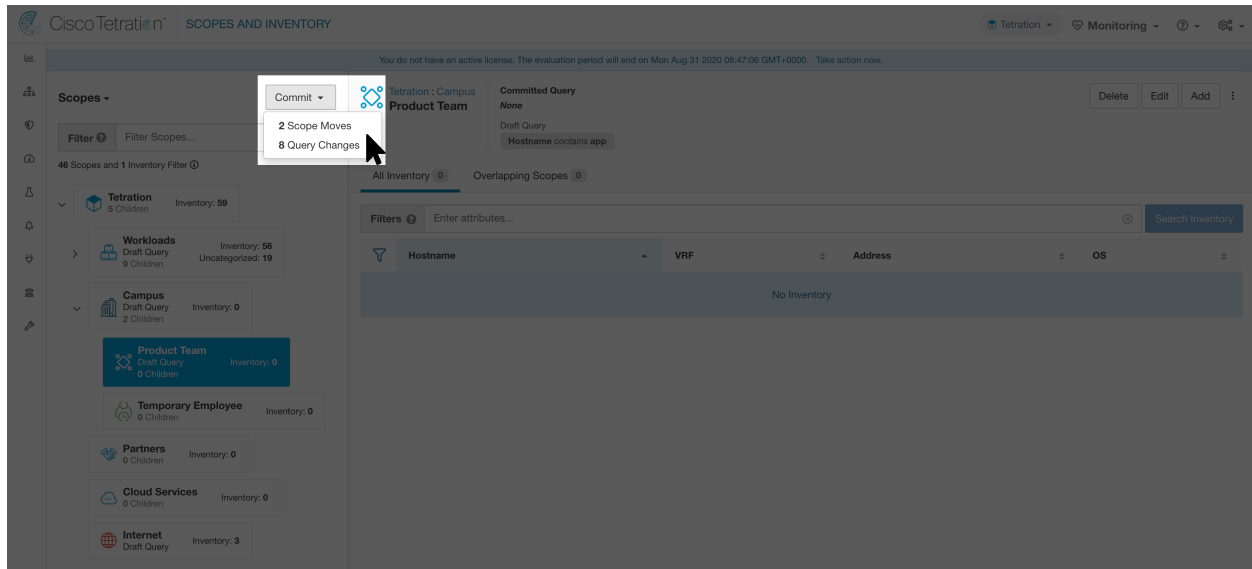 Cisco Tetration™ SCOPES AND INVENTORY
Tetration
Monitoring
You do not have an active license. The evaluation period will end on Mon Aug 31 2020 08:47.06 GMT+0000. Take action now.
Scopes
Commit
2 Scope Moves
8 Query Changes
Filter
Filter Scopes...
46 Scopes and 1 Inventory Filter
Tetration
5 Children
Inventory: 59
Workloads
Draft Query
9 Children
Inventory: 56
Uncategorized: 19
Campus
Draft Query
2 Children
Inventory: 0
Product Team
Draft Query
0 Children
Inventory: 0
Temporary Employee
0 Children
Inventory: 0
Partners
0 Children
Inventory: 0
Cloud Services
0 Children
Inventory: 0
Internet
Draft Query
Inventory: 3
Tetration : Campus
Product Team
Committed Query
None
Draft Query
Hostname contains app
Delete Edit Add
All Inventory 0 Overlapping Scopes 0
Filters Enter attributes... Search Inventory
Hostname VRF Address OS
No Inventory